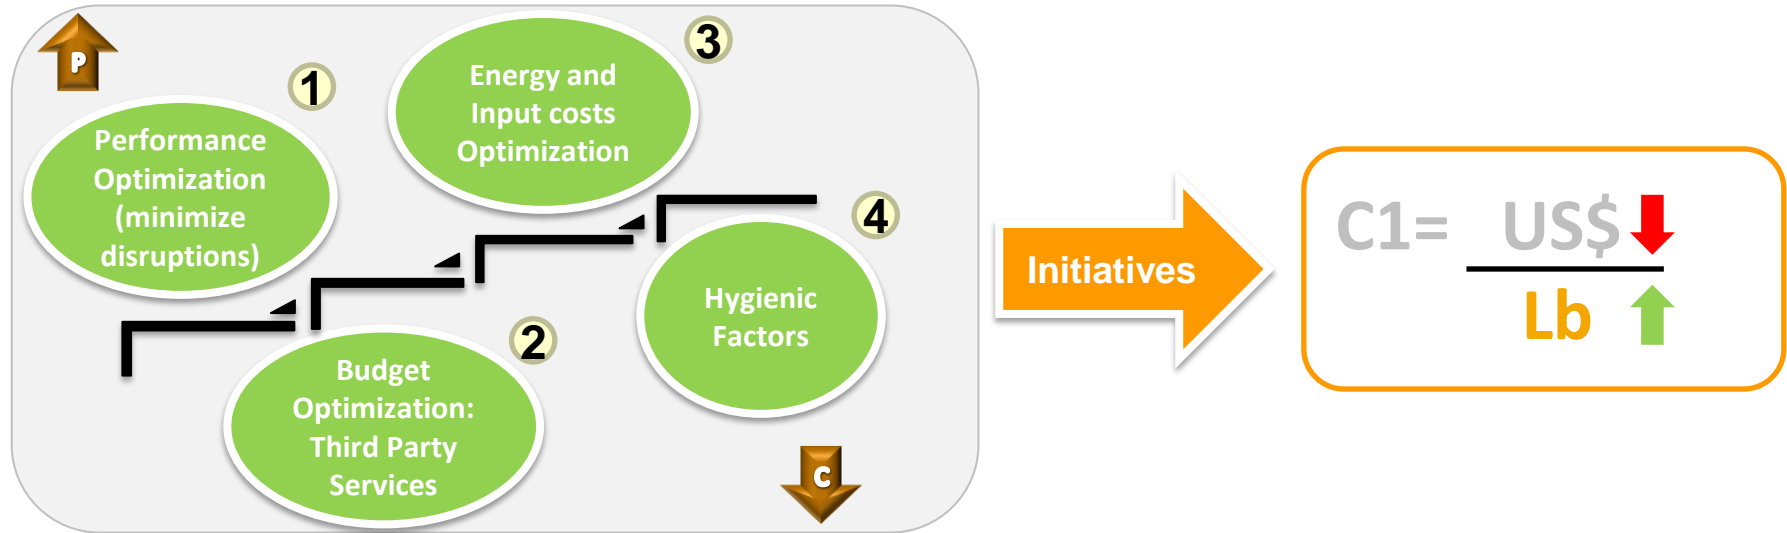 P
1
Performance
Optimization
(minimize
disruptions)
2
Budget
Optimization:
Third Party
Services
3
Energy and
Input costs
Optimization
4
Hygienic
Factors
C
Initiatives
C1= US$
Lb